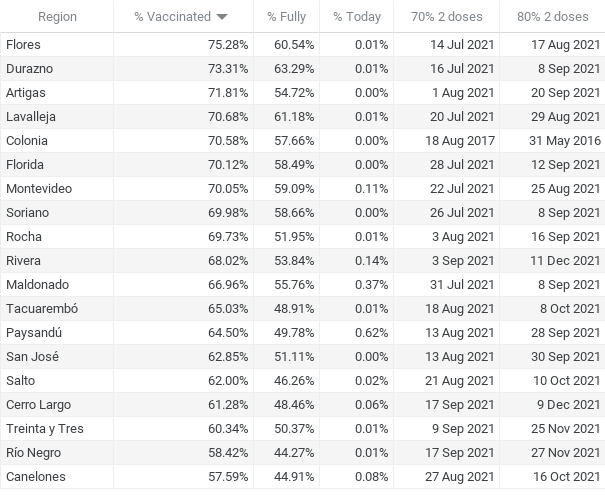 Region % Vaccinated % Fully % Today 70% 2 doses 80% 2 doses
Flores 75.28% 60.54% 0.01% 14 Jul 2021 17 Aug 2021
Durazno 73.31% 63.29% 0.01% 16 Jul 2021 8 Sep 2021
Artigas 71.81% 54.72% 0.00% 1 Aug 2021 20 Sep 2021
Lavalleja 70.68% 61.18% 0.01% 20 Jul 2021 29 Aug 2021
Colonia 70.58% 57.66% 0.00% 18 Aug 2017 31 May 2016
Florida 70.12% 58.49% 0.00% 28 Jul 2021 12 Sep 2021
Montevideo 70.05% 59.09% 0.11% 22 Jul 2021 25 Aug 2021
Soriano 69.98% 58.66% 0.00% 26 Jul 2021 8 Sep 2021
Rocha 69.73% 51.95% 0.01% 3 Aug 2021 16 Sep 2021
Rivera 68.02% 53.84% 0.14% 3 Sep 2021 11 Dec 2021
Maldonado 66.96% 55.76% 0.37% 31 Jul 2021 8 Sep 2021
Tacuarembó 65.03% 48.91% 0.01% 18 Aug 2021 8 Oct 2021
Paysandú 64.50% 49.78% 0.62% 13 Aug 2021 28 Sep 2021
San José 62.85% 51.11% 0.00% 13 Aug 2021 30 Sep 2021
Salto 62.00% 46.26% 0.02% 21 Aug 2021 10 Oct 2021
Cerro Largo 61.28% 48.46% 0.06% 17 Sep 2021 9 Dec 2021
Treinta y Tres 60.34% 50.37% 0.01% 9 Sep 2021 25 Nov 2021
Río Negro 58.42% 44.27% 0.01% 17 Sep 2021 27 Nov 2021
Canelones 57.59% 44.91% 0.08% 27 Aug 2021 16 Oct 2021